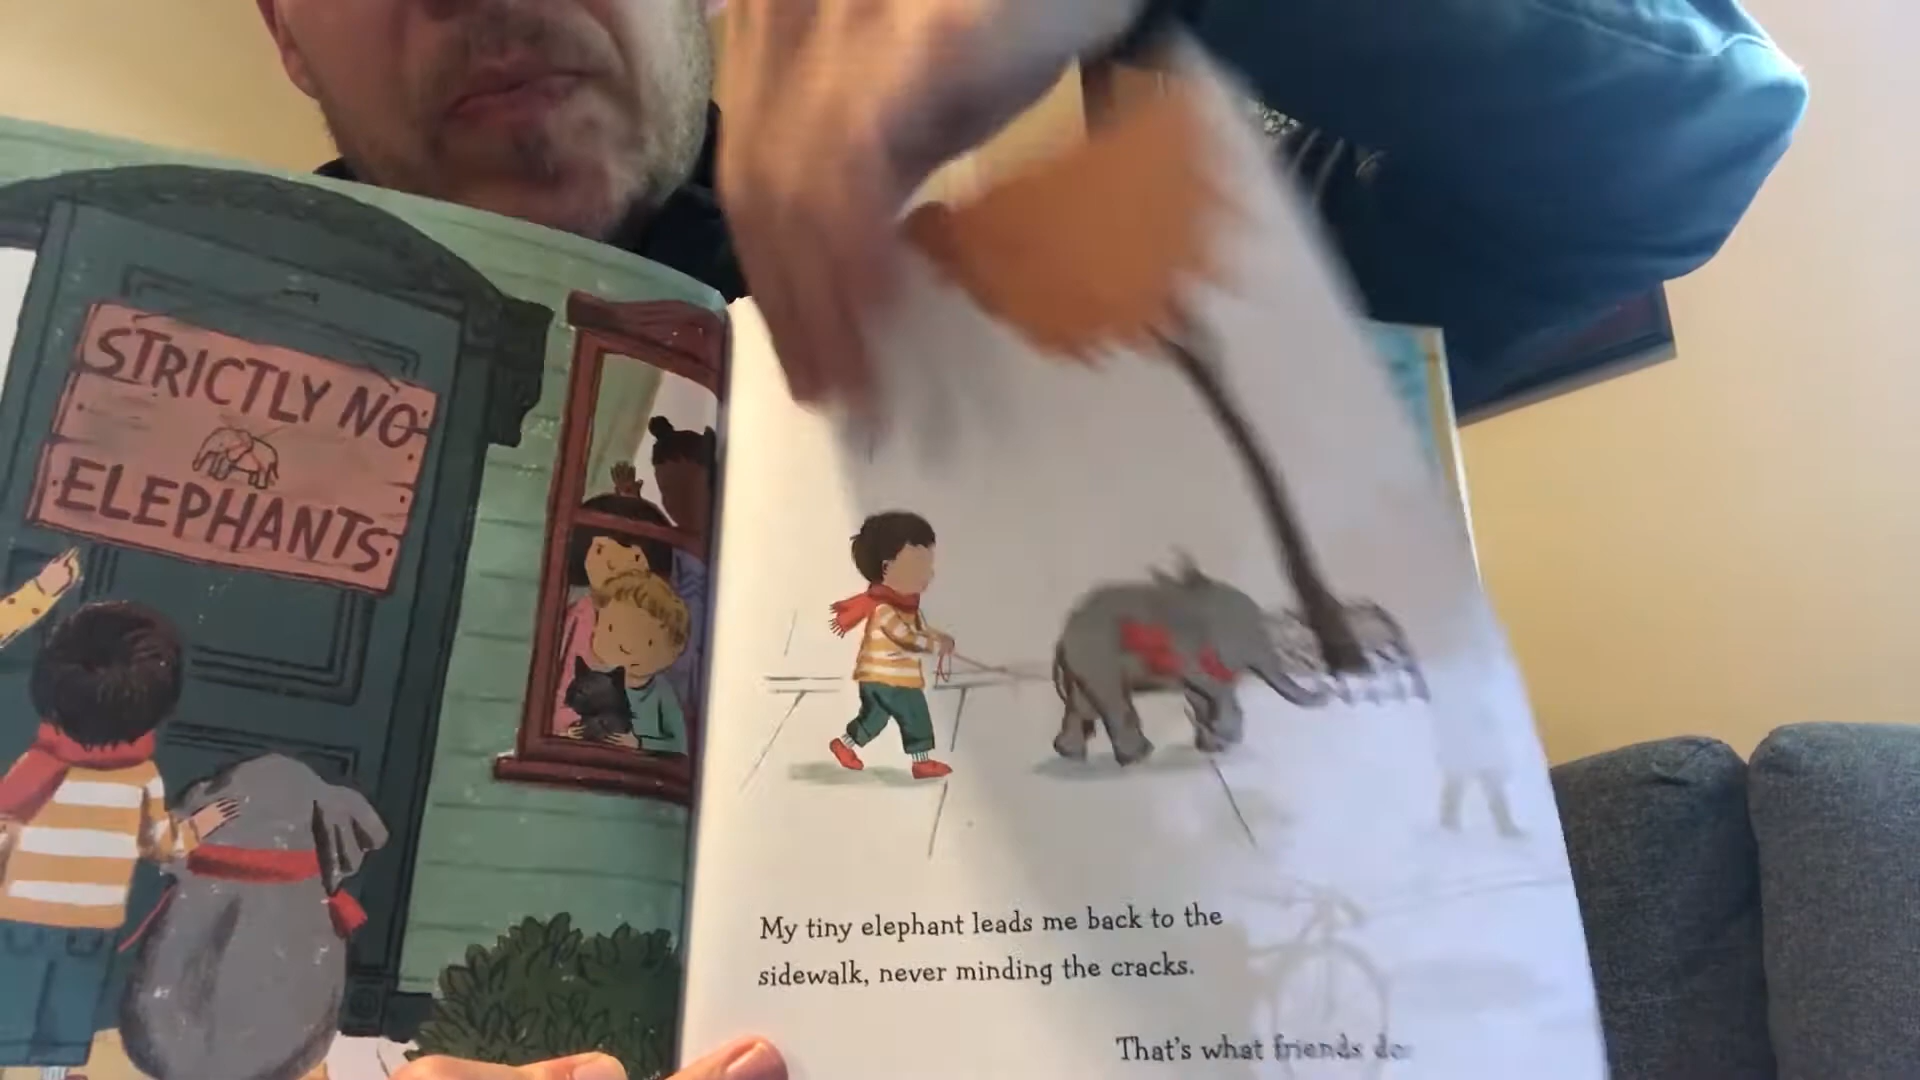 STRICTLY NO
ELEPHANTS
My tiny elephant leads me back to the
sidewalk, never minding the cracks.
That's what friends do